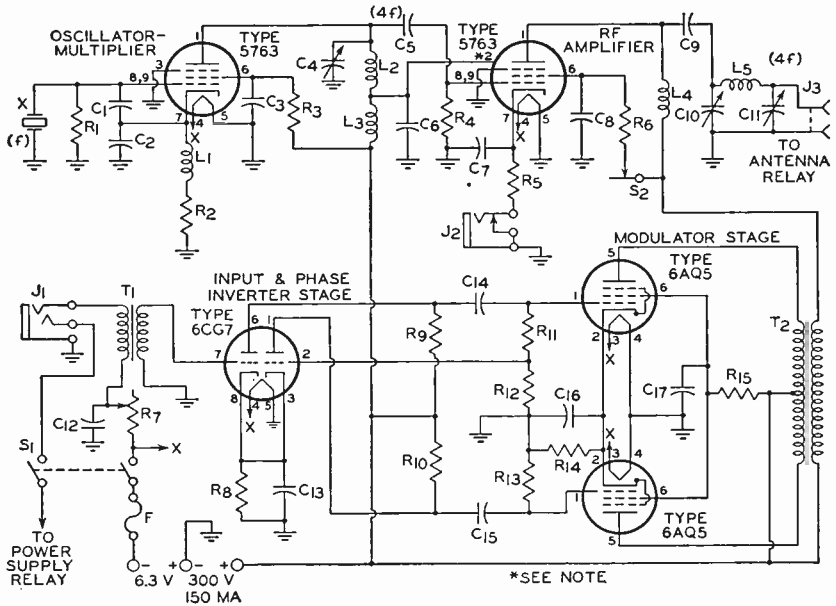 OSCILLATOR-
MULTIPLIER
TYPE
5763
(4f)
C5
TYPE
5763
RF
AMPLIFIER
C9
(4f)
L5
J3
1
3
8,9
6
7
4
5
X
C4
L2
*2
1
8,9
6
7
4
5
X
X
(f)
R1
C1
C2
C3
R3
L3
C6
R4
C7
C8
R6
L4
C10
C11
TO
ANTENNA
RELAY
L1
R2
R5
S2
J2
MODULATOR STAGE
TYPE
6AQ5
J1
T1
INPUT & PHASE
INVERTER STAGE
TYPE
6CG7
6
1
7
2
8
4
5
3
X
C14
R9
R11
R12
5
1
6
2
3
4
X
T2
C12
R7
X
C16
C17
R15
S1
R8
C13
R10
R13
R14
C15
X
2
3
4
1
6
5
TYPE
6AQ5
F
TO
POWER
SUPPLY
RELAY
-
+
-
+
6.3 V
300 V
150 MA
*SEE NOTE